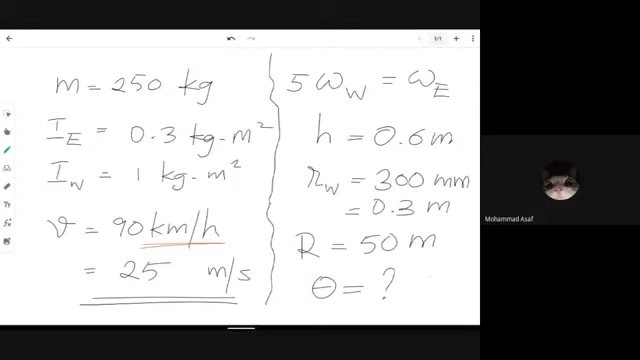 1/1
m = 250 kg
I_E = 0.3 kg-m²
I_W = 1 kg-m²
v = 90 km/h
= 25 m/s
5 ω_W = ω_E
h = 0.6 m
r_W = 300 mm
= 0.3 m
R = 50 m
θ = ?
Mohammad Asaf